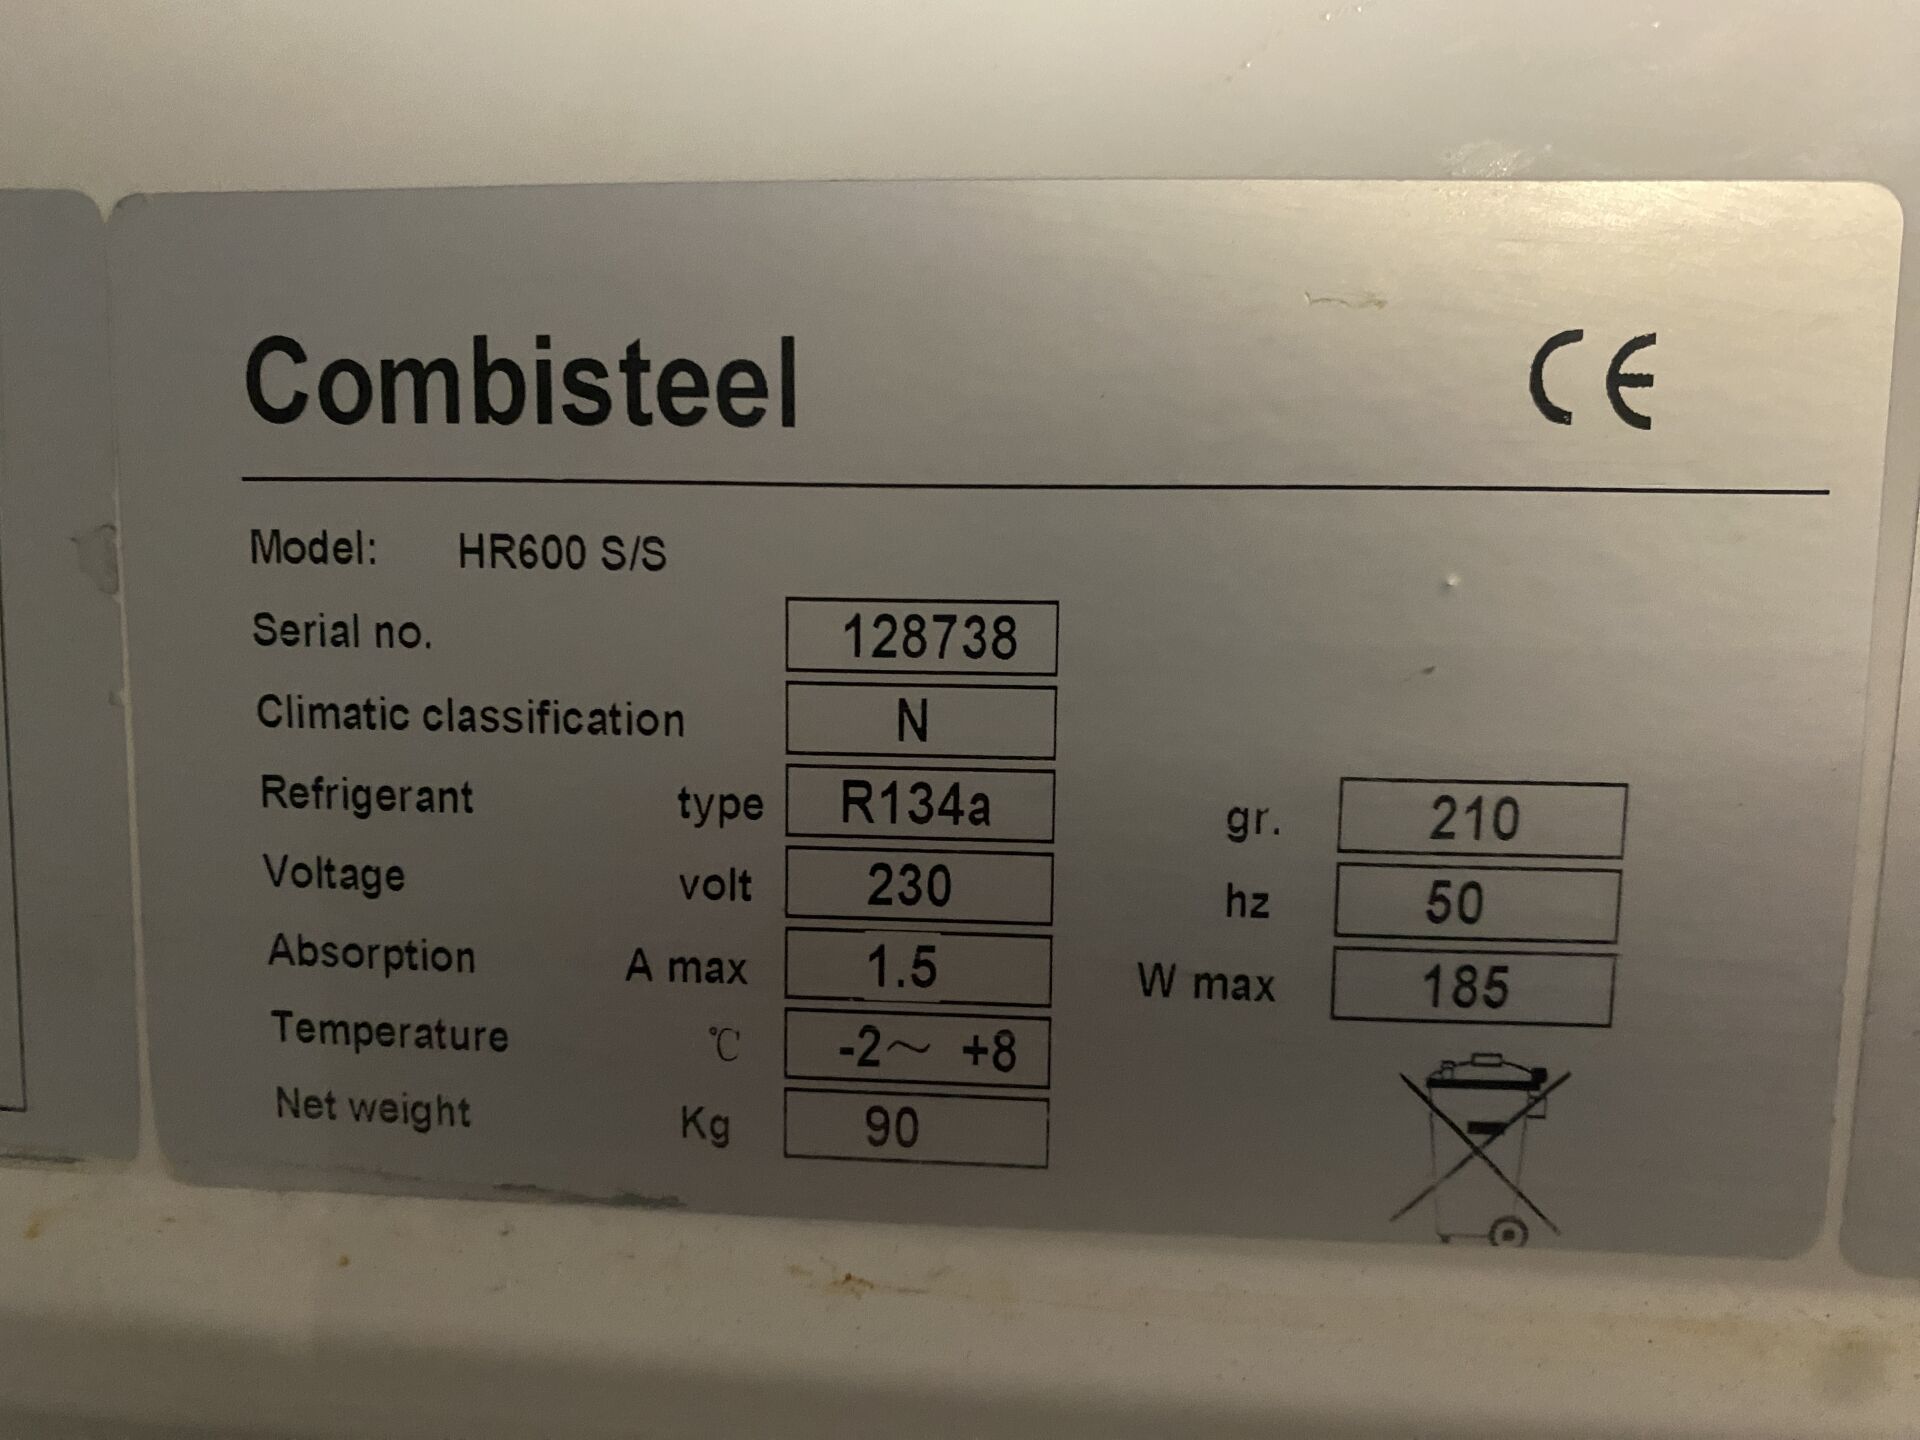 Combisteel CE
Model: HR600 S/S
Serial no. 128738
Climatic classification N
Refrigerant type R134a gr. 210
Voltage volt 230 hz 50
Absorption A max 1.5 W max 185
Temperature °C -2～ +8
Net weight Kg 90